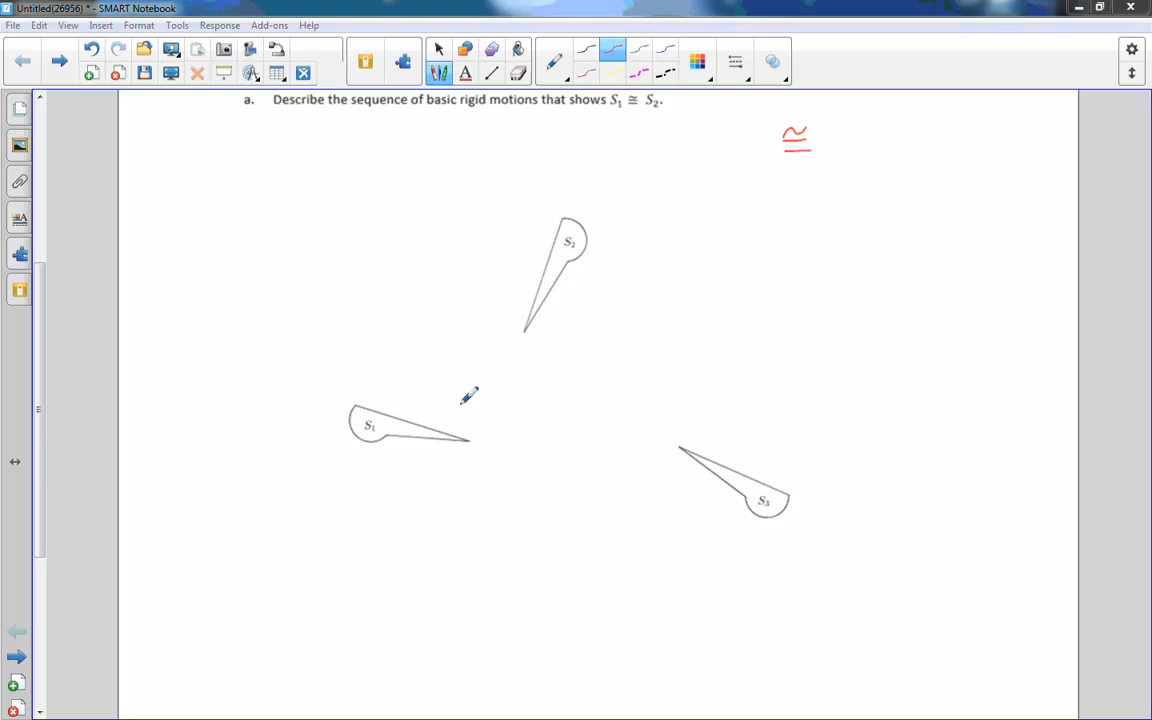 Untitled(26956) * - SMART Notebook
File Edit View Insert Format Tools Response Add-ons Help
a. Describe the sequence of basic rigid motions that shows S₁ ≅ S₂.
≅
S₂
S₁
S₃